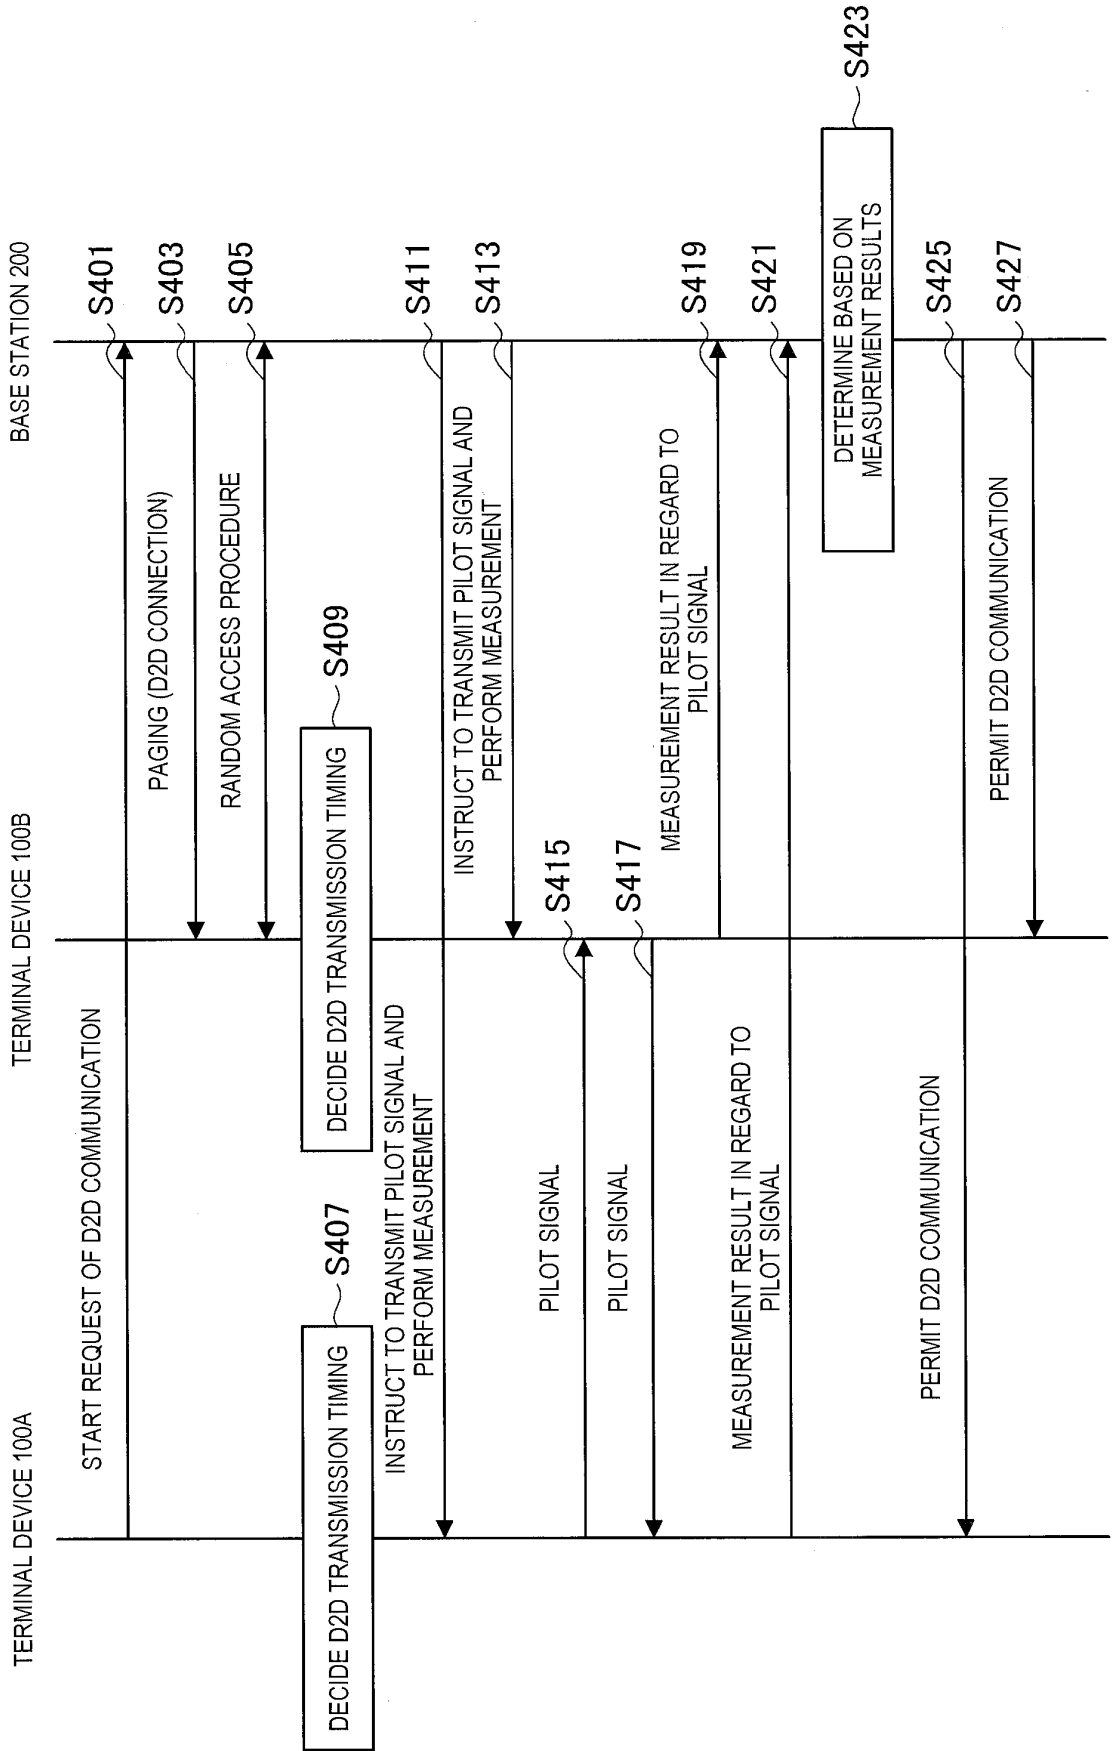 TERMINAL DEVICE 100A
TERMINAL DEVICE 100B
BASE STATION 200
START REQUEST OF D2D COMMUNICATION
S401
PAGING (D2D CONNECTION)
S403
RANDOM ACCESS PROCEDURE
S405
DECIDE D2D TRANSMISSION TIMING
S407
DECIDE D2D TRANSMISSION TIMING
S409
INSTRUCT TO TRANSMIT PILOT SIGNAL AND
PERFORM MEASUREMENT
S411
INSTRUCT TO TRANSMIT PILOT SIGNAL AND
PERFORM MEASUREMENT
S413
PILOT SIGNAL
S415
PILOT SIGNAL
S417
MEASUREMENT RESULT IN REGARD TO
PILOT SIGNAL
S419
MEASUREMENT RESULT IN REGARD TO
PILOT SIGNAL
S421
DETERMINE BASED ON
MEASUREMENT RESULTS
S423
PERMIT D2D COMMUNICATION
S425
PERMIT D2D COMMUNICATION
S427